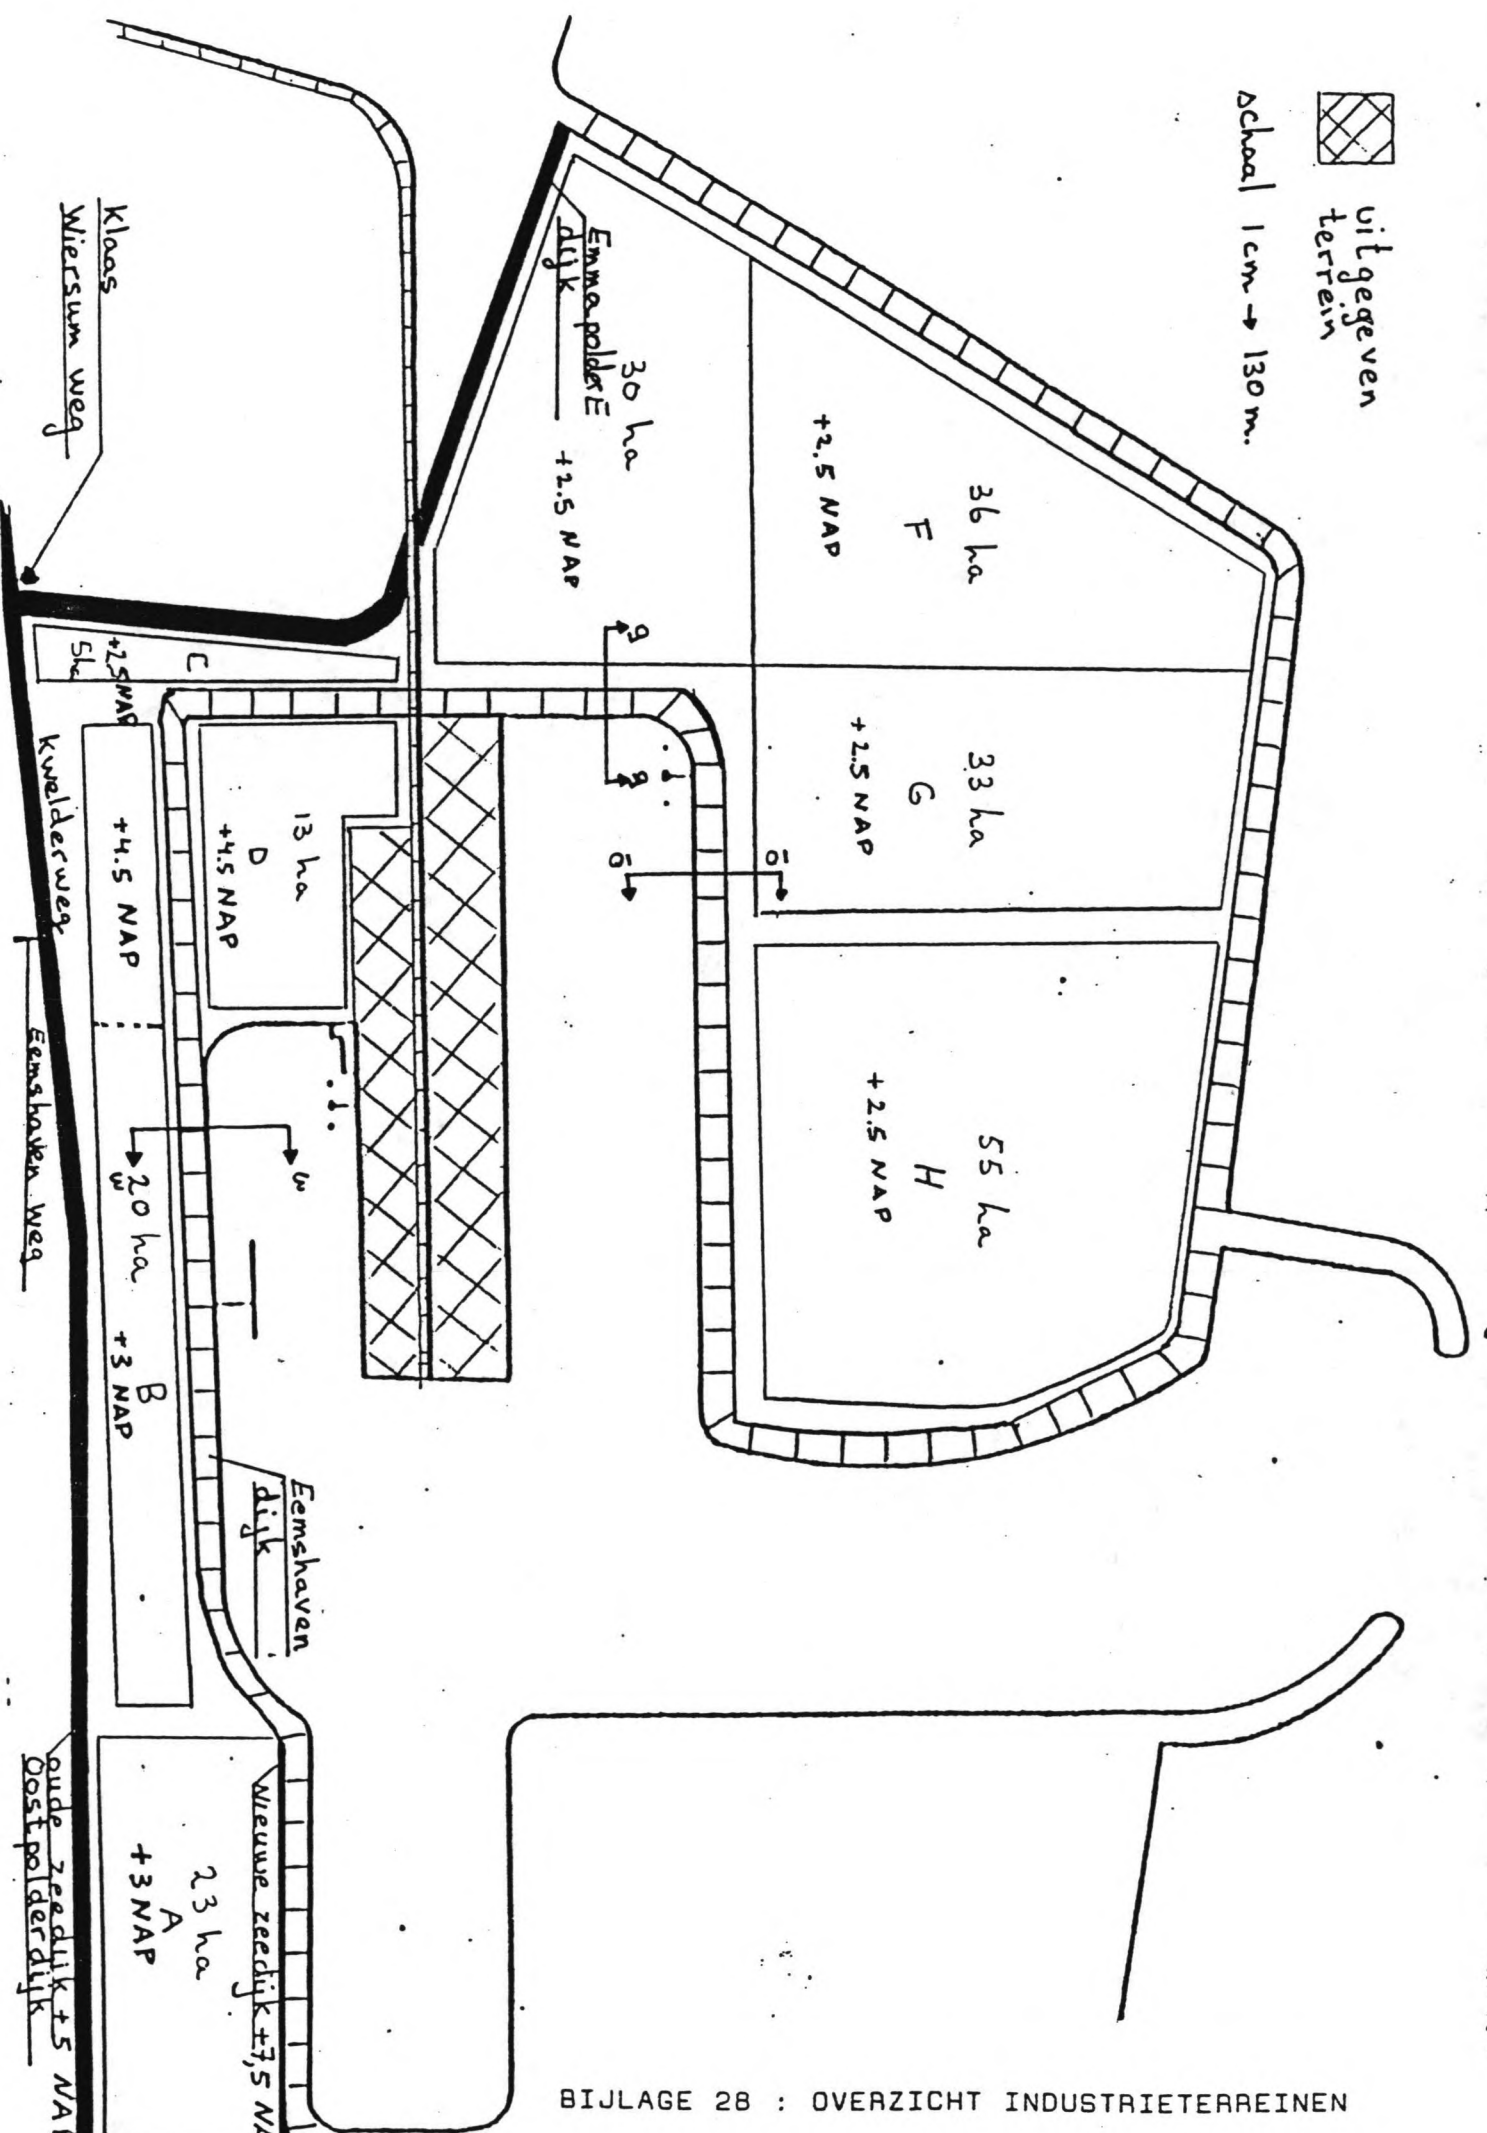 uitgegeven
terrein
schaal 1cm → 130 m.
36 ha
F
+2.5 NAP
33 ha
G
+2.5 NAP
55 ha
H
+2.5 NAP
Emmapolder
dijk
E
30 ha
+2.5 NAP
Klaas
Wiersum weg
C
+2.5 NAP
5ha
13 ha
D
+4.5 NAP
+4.5 NAP
kwelderweg
Eemshaven weg
20 ha
B
+3 NAP
Eemshaven
dijk
Nieuwe zeedijk +7,5 NA
23 ha
A
+3 NAP
oude zeedijk +5 NAP
Oostpolderdijk
BIJLAGE 28 : OVERZICHT INDUSTRIETERREINEN